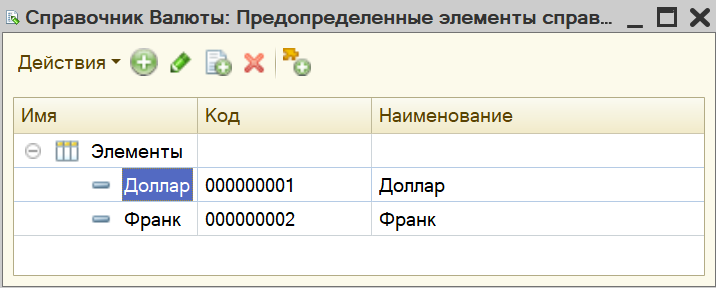 Справочник Валюты: Предопределенные элементы справ...
Действия
Имя Код Наименование
Элементы
Доллар 000000001 Доллар
Франк 000000002 Франк